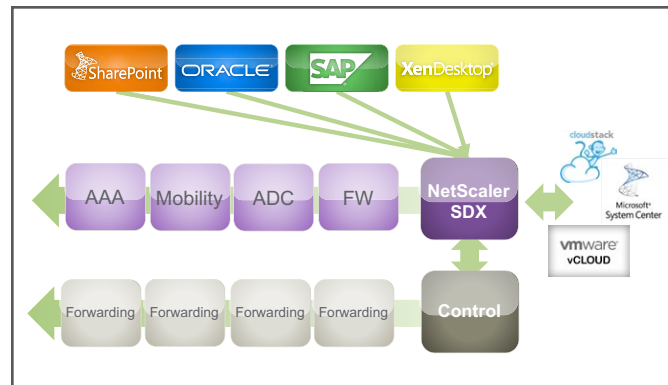 SharePoint
ORACLE®
SAP
XenDesktop®
cloudstack
AAA
Mobility
ADC
FW
NetScaler
SDX
Microsoft®
System Center
vmware®
vCLOUD
Forwarding
Forwarding
Forwarding
Forwarding
Control